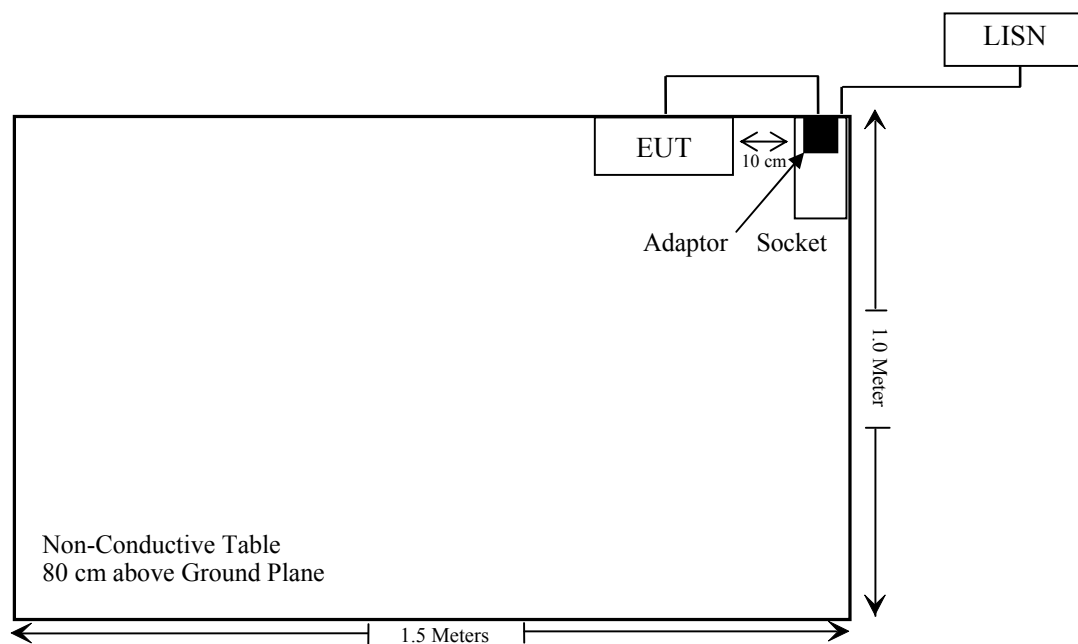 LISN
EUT
10 cm
Adaptor
Socket
1.0 Meter
Non-Conductive Table
80 cm above Ground Plane
1.5 Meters